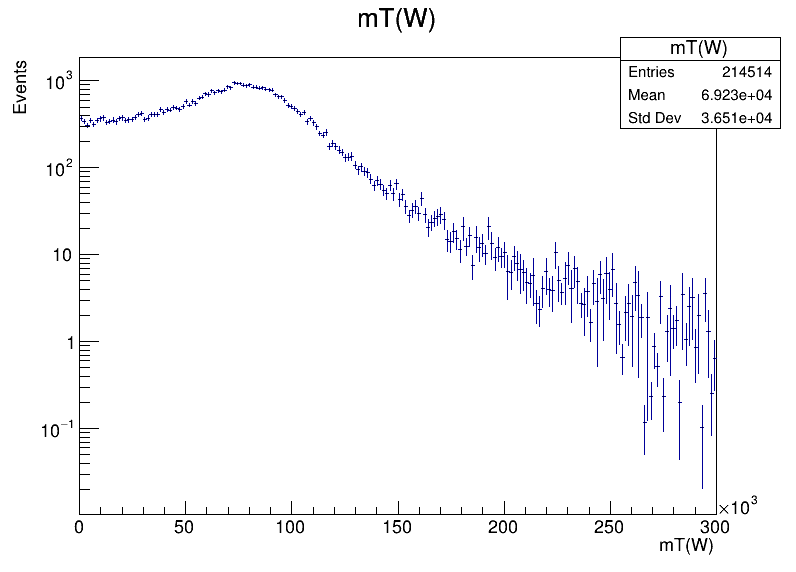 mT(W)
mT(W)
Entries 214514
Mean 6.923e+04
Std Dev 3.651e+04
Events
10³
10²
10
1
10⁻¹
0 50 100 150 200 250 300
×10³
mT(W)